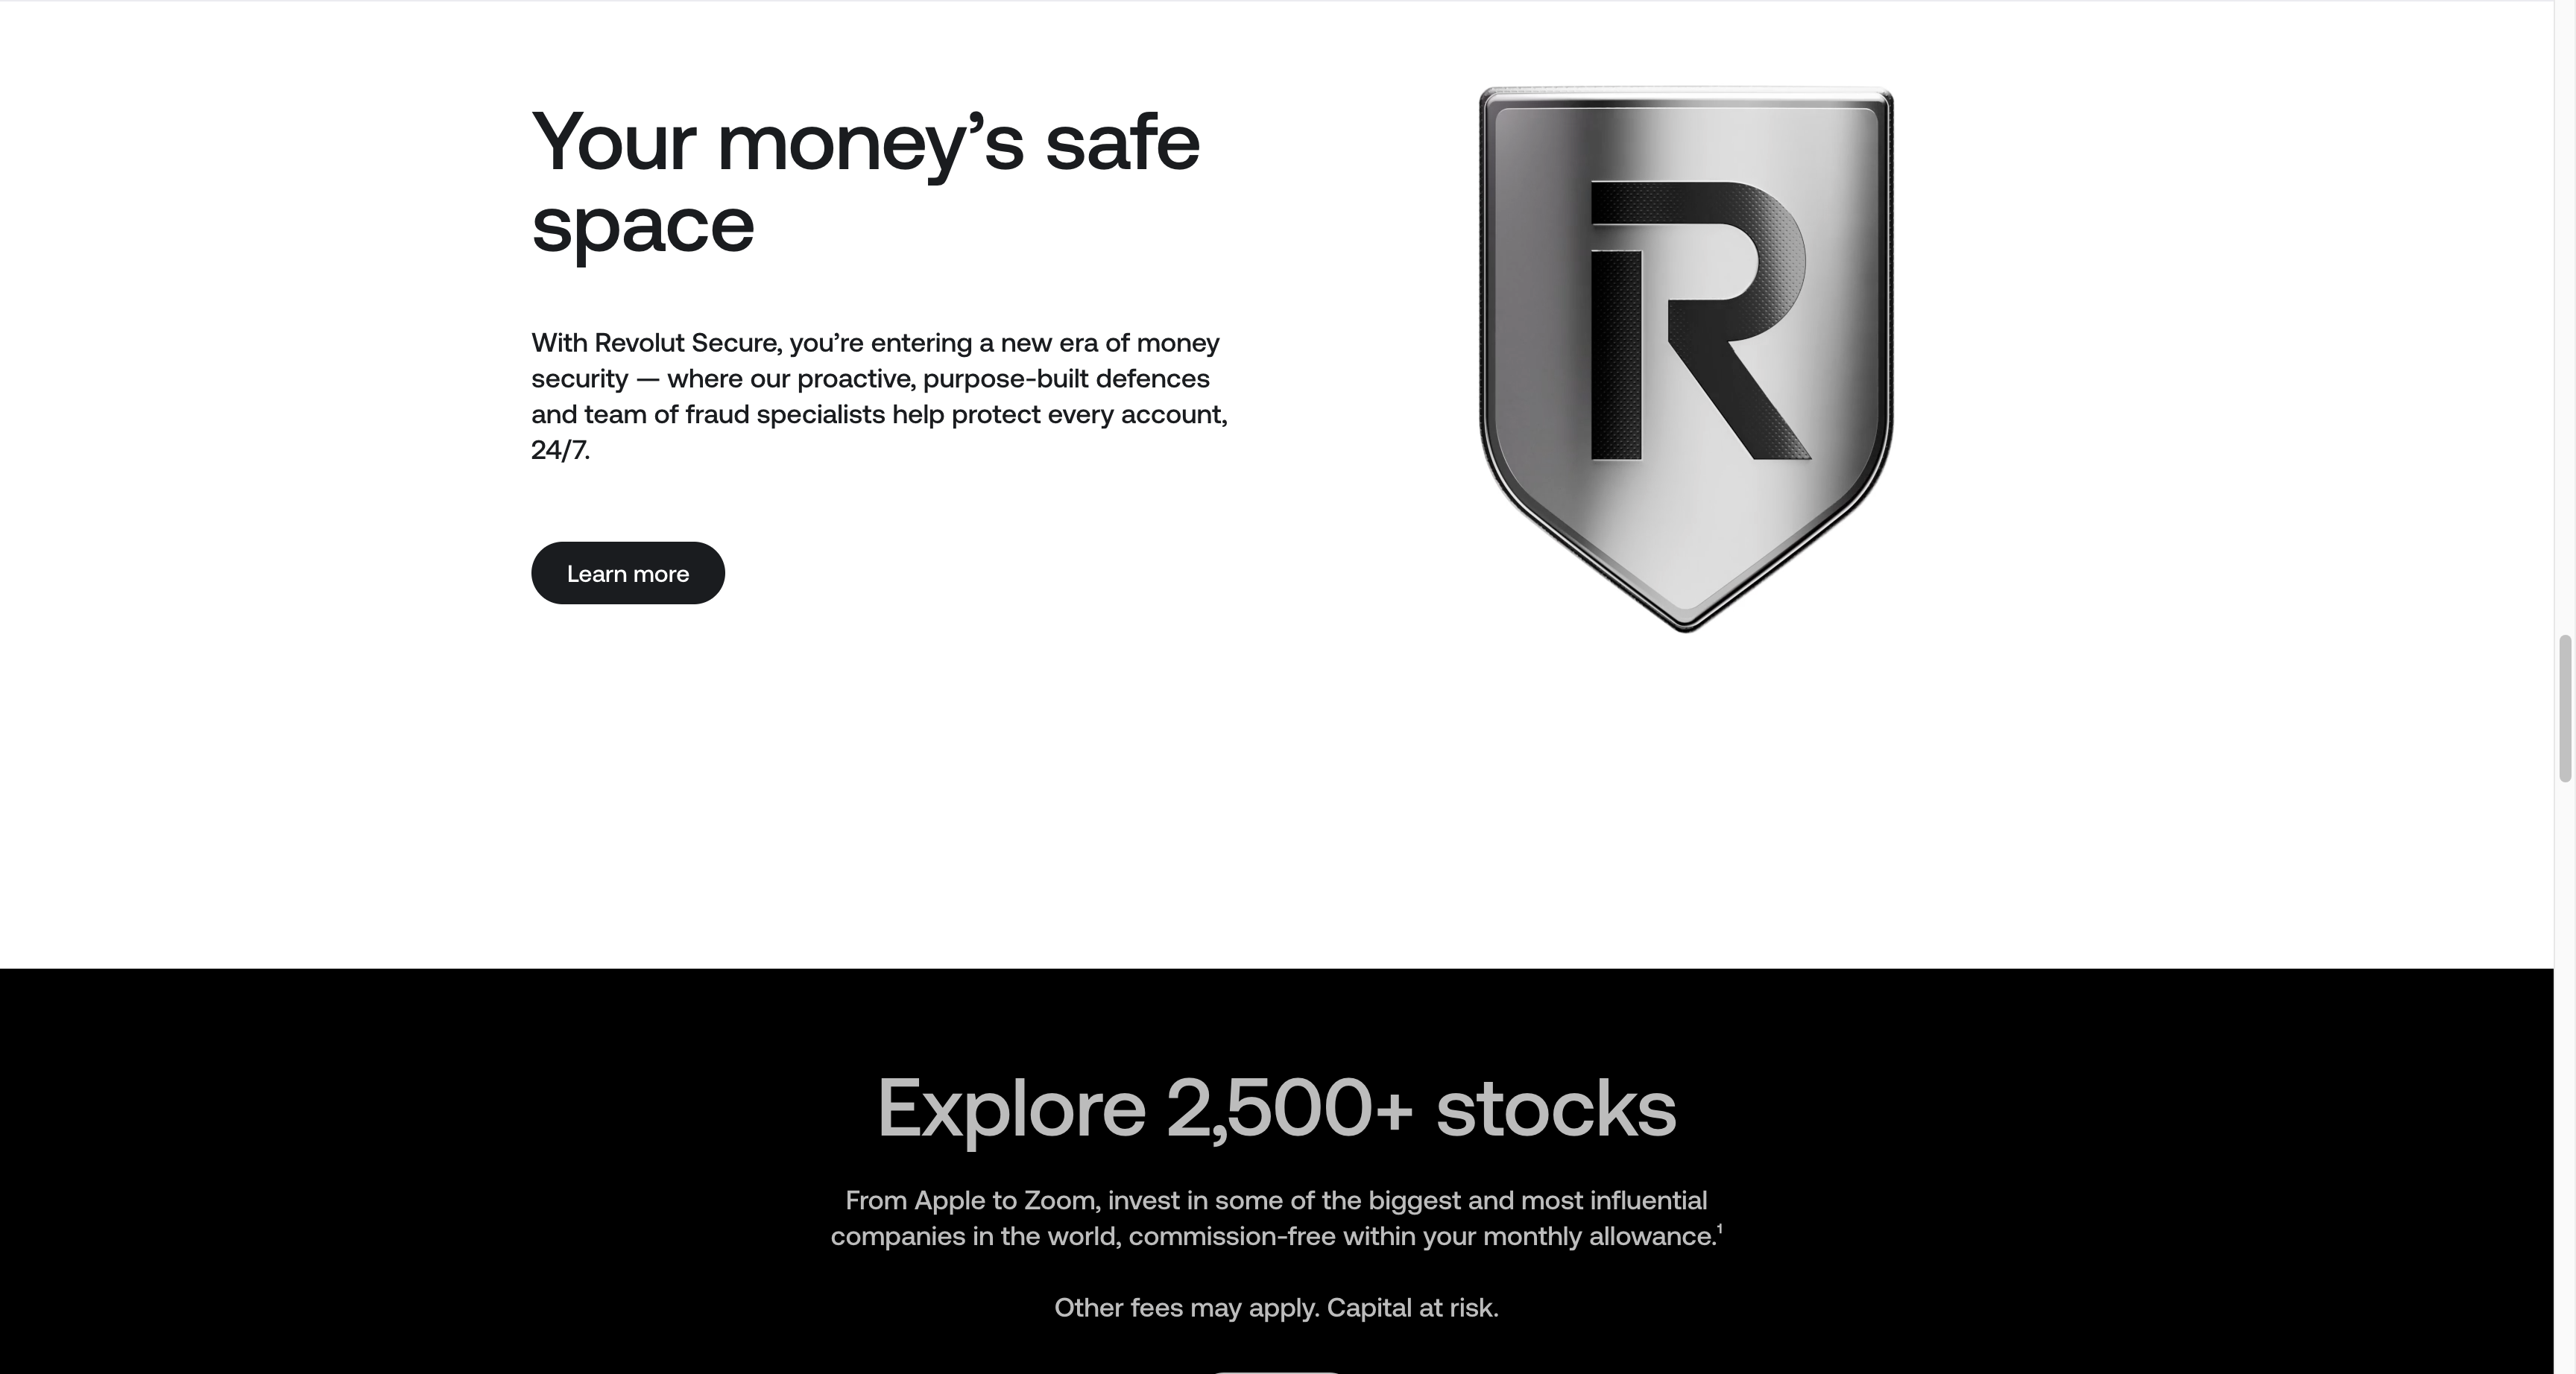 Your money’s safe
space
With Revolut Secure, you’re entering a new era of money
security — where our proactive, purpose-built defences
and team of fraud specialists help protect every account,
24/7.
Learn more
R
Explore 2,500+ stocks
From Apple to Zoom, invest in some of the biggest and most influential
companies in the world, commission-free within your monthly allowance.¹
Other fees may apply. Capital at risk.